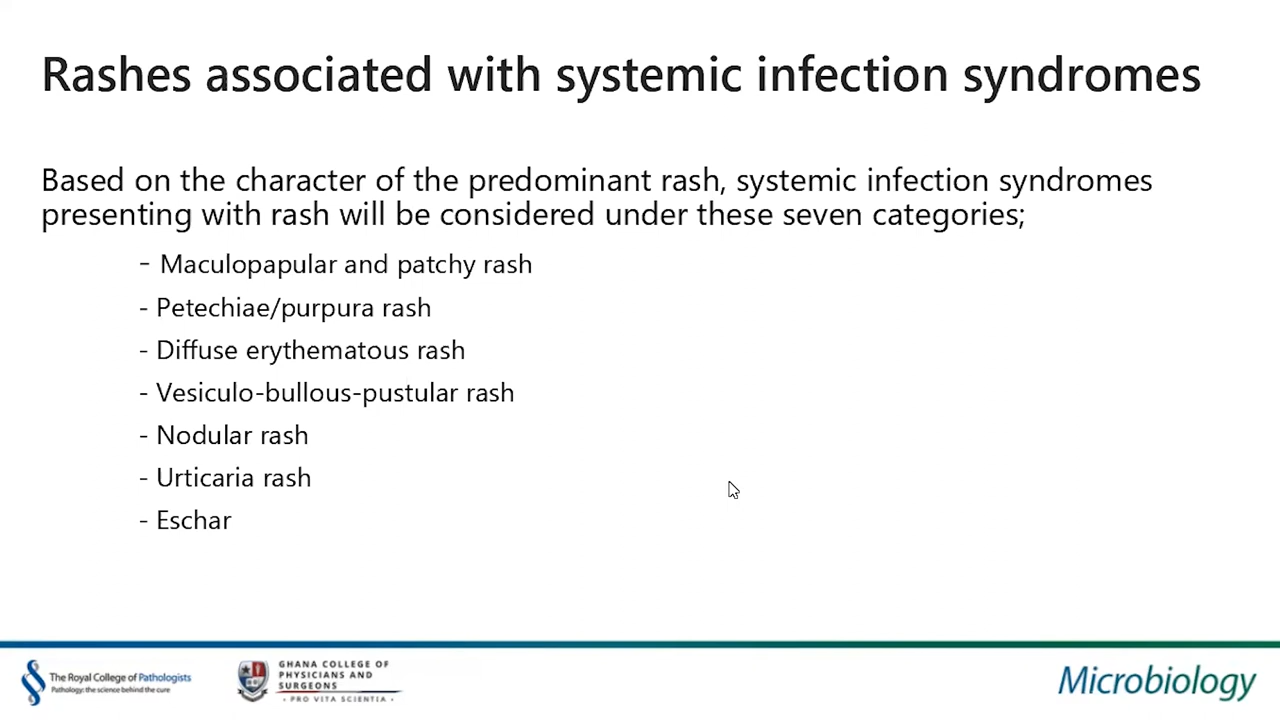 Rashes associated with systemic infection syndromes
Based on the character of the predominant rash, systemic infection syndromes
presenting with rash will be considered under these seven categories;
- Maculopapular and patchy rash
- Petechiae/purpura rash
- Diffuse erythematous rash
- Vesiculo-bullous-pustular rash
- Nodular rash
- Urticaria rash
- Eschar
The Royal College of Pathologists
Pathology: the science behind the cure
GHANA COLLEGE OF
PHYSICIANS AND
SURGEONS
- PRO VITA SCIENTIA -
Microbiology